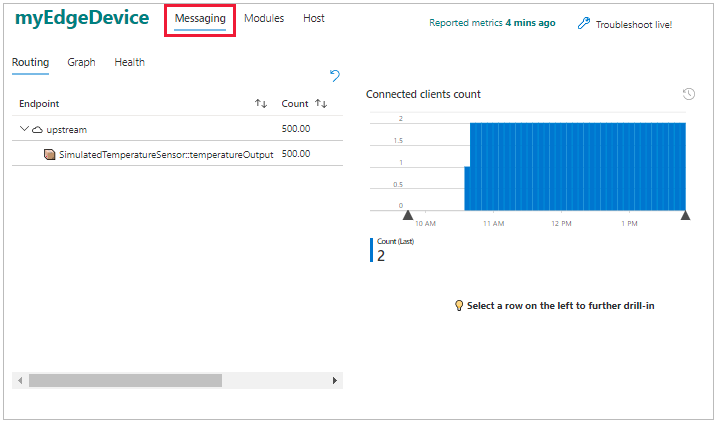 myEdgeDevice Messaging Modules Host Reported metrics 4 mins ago Troubleshoot live!
Routing Graph Health
Endpoint Count
upstream 500.00
SimulatedTemperatureSensor::temperatureOutput 500.00
Connected clients count
2
1.5
1
0.5
0
10 AM 11 AM 12 PM 1 PM
Count (Last)
2
Select a row on the left to further drill-in